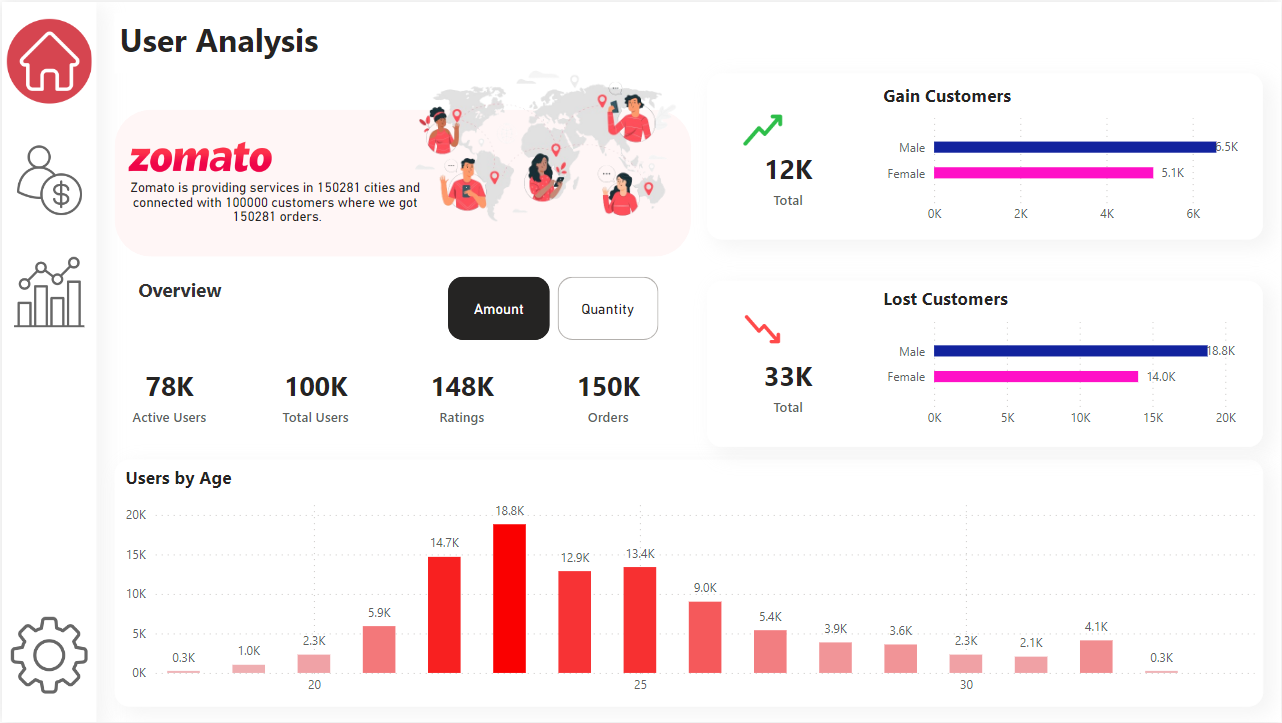 User Analysis
zomato
Zomato is providing services in 150281 cities and
connected with 100000 customers where we got
150281 orders.
Gain Customers
12K
Total
Male
6.5K
Female
5.1K
0K 2K 4K 6K
Overview
Amount
Quantity
78K
Active Users
100K
Total Users
148K
Ratings
150K
Orders
Lost Customers
33K
Total
Male
18.8K
Female
14.0K
0K 5K 10K 15K 20K
Users by Age
20K
15K
10K
5K
0K
0.3K
1.0K
2.3K
5.9K
14.7K
18.8K
12.9K
13.4K
9.0K
5.4K
3.9K
3.6K
2.3K
2.1K
4.1K
0.3K
20 25 30